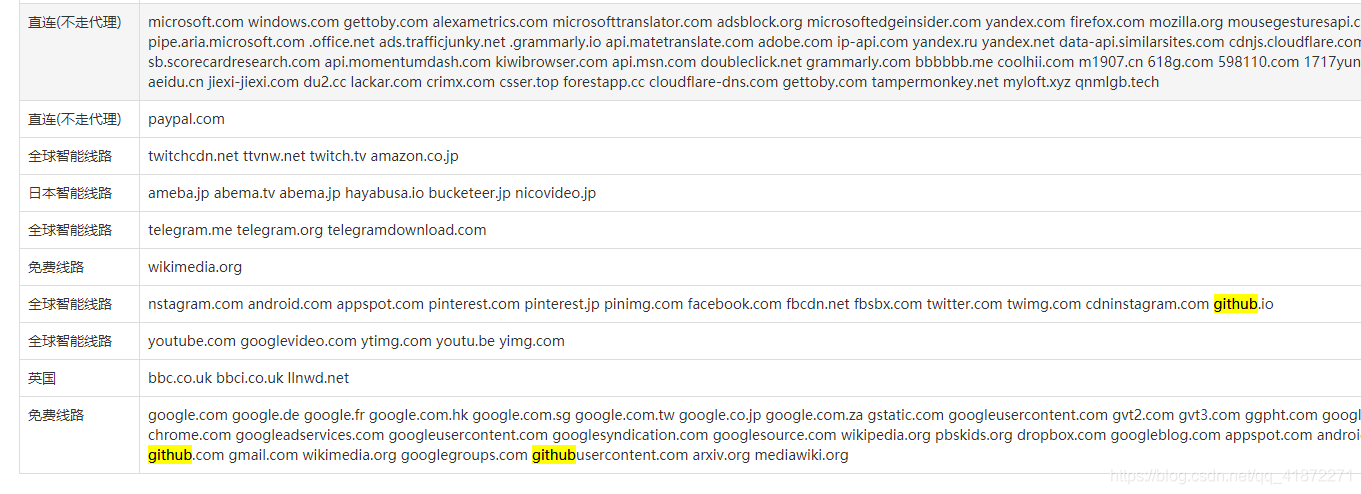 直连(不走代理)
microsoft.com windows.com gettoby.com alexametrics.com microsofttranslator.com adsblock.org microsoftedgeinsider.com yandex.com firefox.com mozilla.org mousegesturesapi.c
pipe.aria.microsoft.com .office.net ads.trafficjunky.net .grammarly.io api.matetranslate.com adobe.com ip-api.com yandex.ru yandex.net data-api.similarsites.com cdnjs.cloudflare.com
sb.scorecardresearch.com api.momentumdash.com kiwibrowser.com api.msn.com doubleclick.net grammarly.com bbbbbb.me coolhii.com m1907.cn 618g.com 598110.com 1717yun
aeidu.cn jiexi-jiexi.com du2.cc lackar.com crimx.com csser.top forestapp.cc cloudflare-dns.com gettoby.com tampermonkey.net myloft.xyz qnmlgb.tech
直连(不走代理)
paypal.com
全球智能线路
twitchcdn.net ttvnw.net twitch.tv amazon.co.jp
日本智能线路
ameba.jp abema.tv abema.jp hayabusa.io bucketeer.jp nicovideo.jp
全球智能线路
telegram.me telegram.org telegramdownload.com
免费线路
wikimedia.org
全球智能线路
nstagram.com android.com appspot.com pinterest.com pinterest.jp pinimg.com facebook.com fbcdn.net fbsbx.com twitter.com twimg.com cdninstagram.com github.io
全球智能线路
youtube.com googlevideo.com ytimg.com youtu.be yimg.com
英国
bbc.co.uk bbci.co.uk llnwd.net
免费线路
google.com google.de google.fr google.com.hk google.com.sg google.com.tw google.co.jp google.com.za gstatic.com googleusercontent.com gvt2.com gvt3.com ggpht.com googl
chrome.com googleadservices.com googleusercontent.com googlesyndication.com googlesource.com wikipedia.org pbskids.org dropbox.com googleblog.com appspot.com androi
github.com gmail.com wikimedia.org googlegroups.com githubusercontent.com arxiv.org mediawiki.org
https://blog.csdn.net/qq_41872271